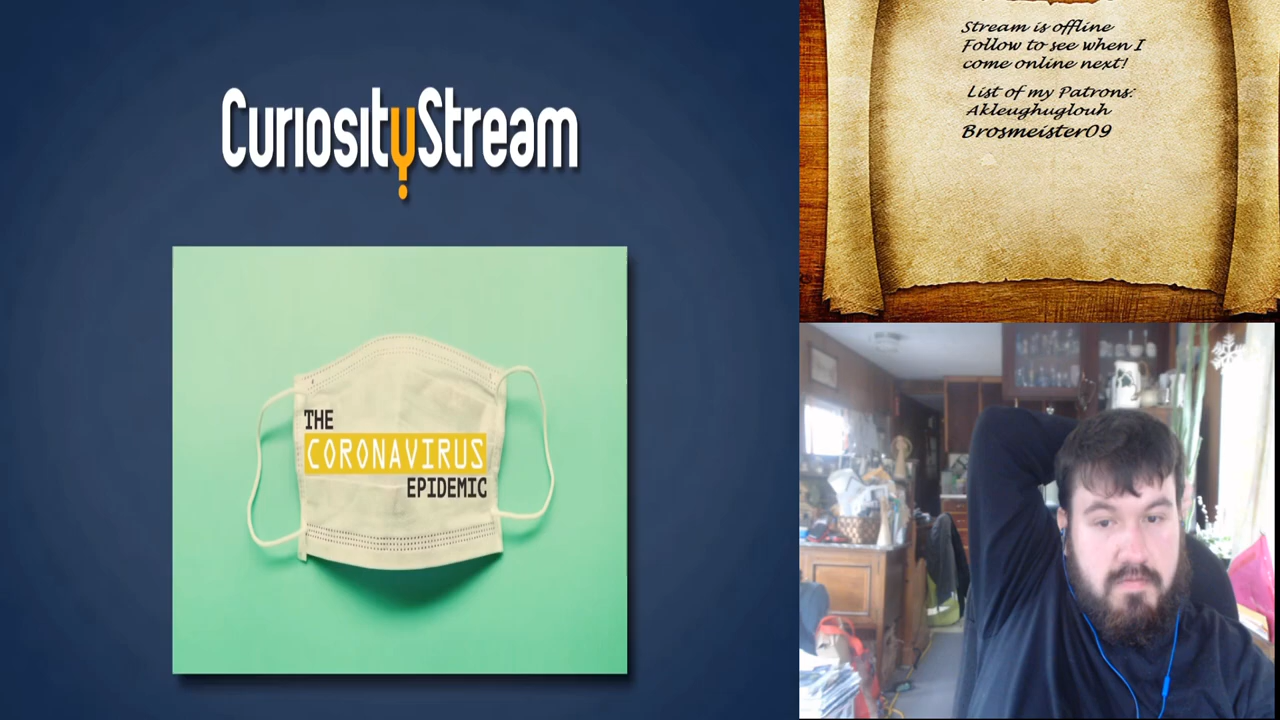 CuriosityStream
THE
CORONAVIRUS
EPIDEMIC
Stream is offline
Follow to see when I
come online next!
List of my Patrons:
Akleughuglouh
Brosmeister09